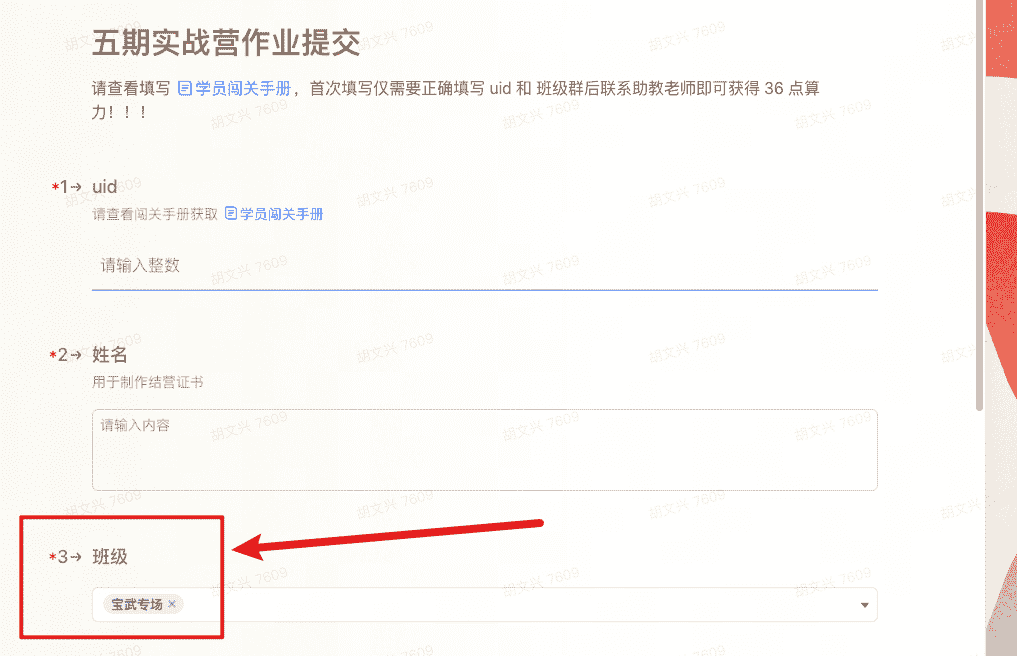 五期实战营作业提交
请查看填写 学员闯关手册，首次填写仅需要正确填写 uid 和 班级群后联系助教老师即可获得 36 点算
力！！！
*1→ uid
请查看闯关手册获取 学员闯关手册
请输入整数
*2→ 姓名
用于制作结营证书
请输入内容
*3→ 班级
宝武专场 ×
胡文兴 7609